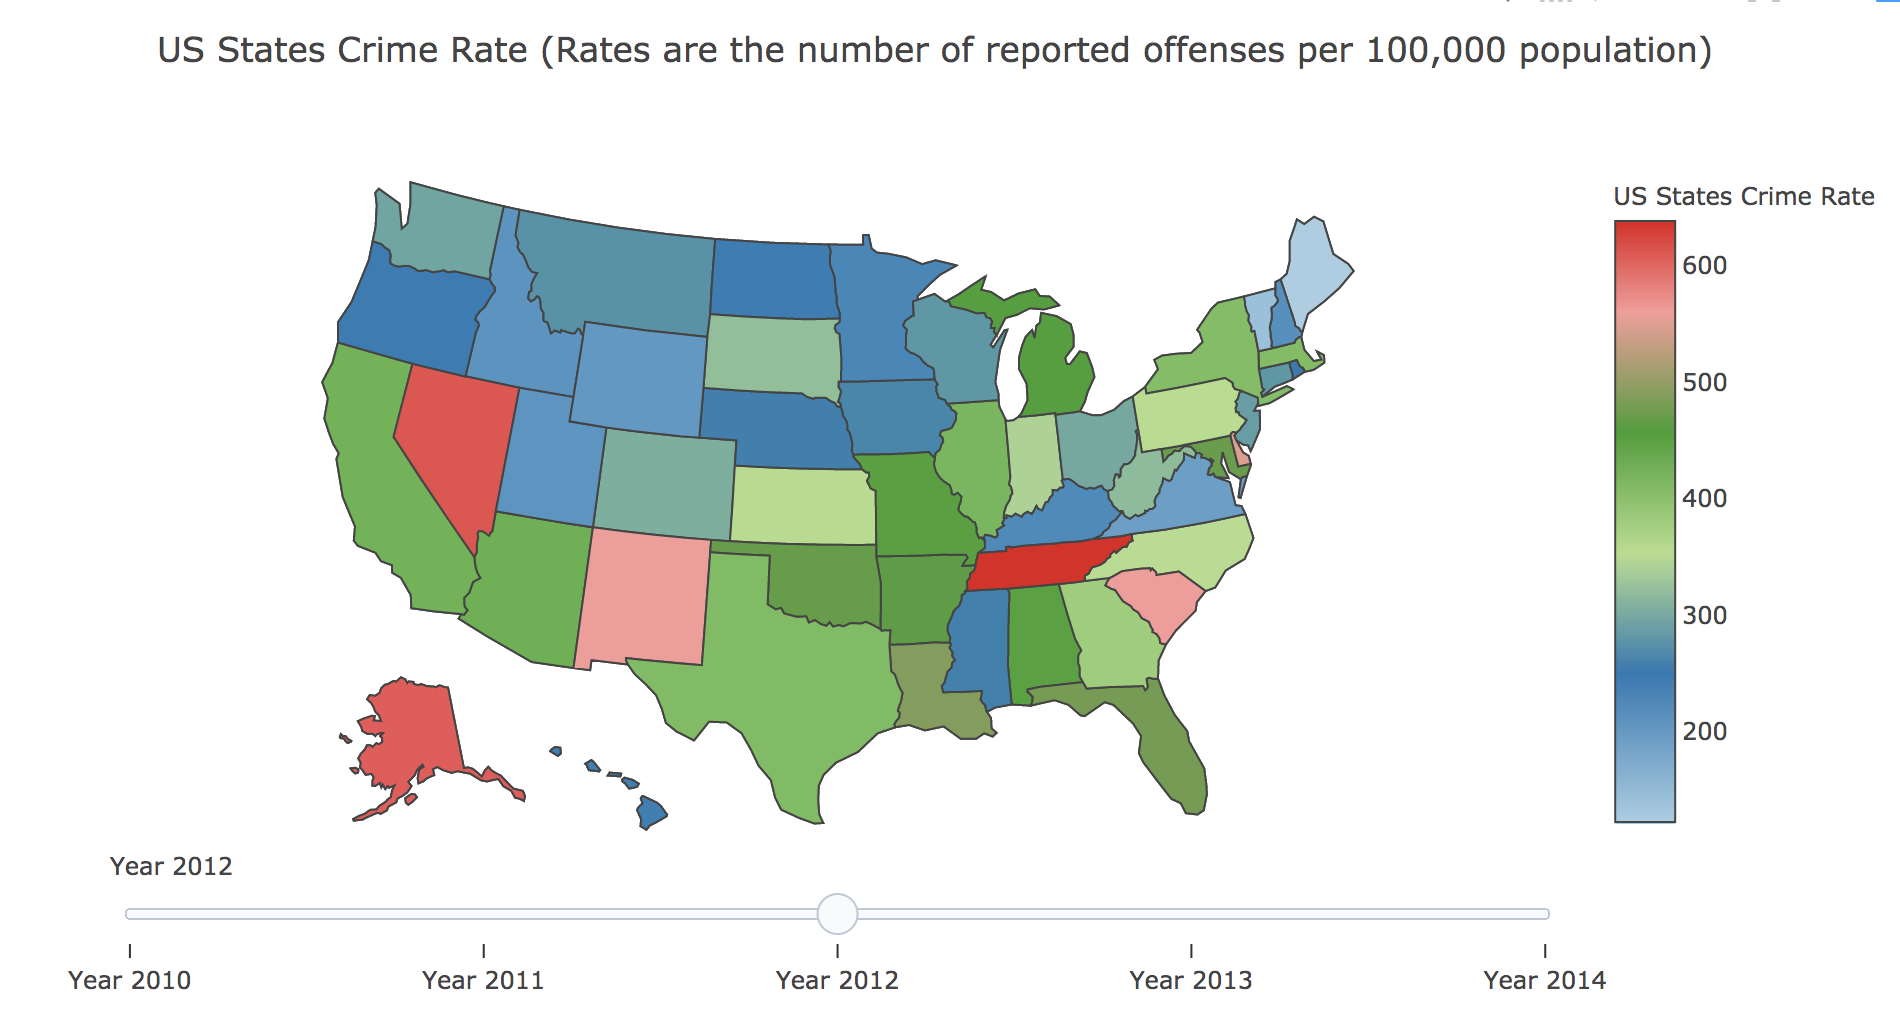 US States Crime Rate (Rates are the number of reported offenses per 100,000 population)
US States Crime Rate
600
500
400
300
200
Year 2012
Year 2010
Year 2011
Year 2012
Year 2013
Year 2014